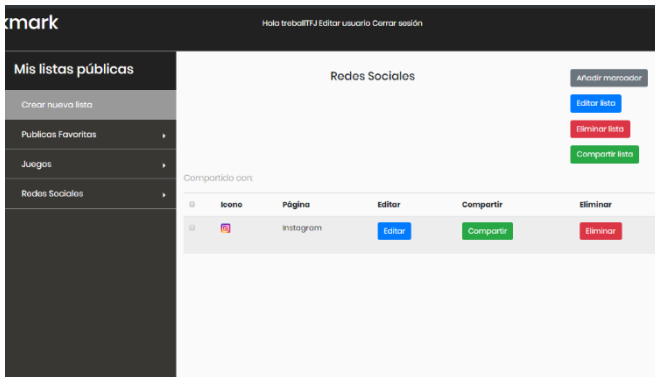 kmark
Hola treballTFJ Editar usuario Cerrar sesión
Mis listas públicas
Crear nueva lista
Publicas Favoritas
Juegos
Redes Sociales
Redes Sociales
Añadir marcador
Editar lista
Eliminar lista
Compartir lista
Compartido con:
Icono Página Editar Compartir Eliminar
Instagram Editar Compartir Eliminar